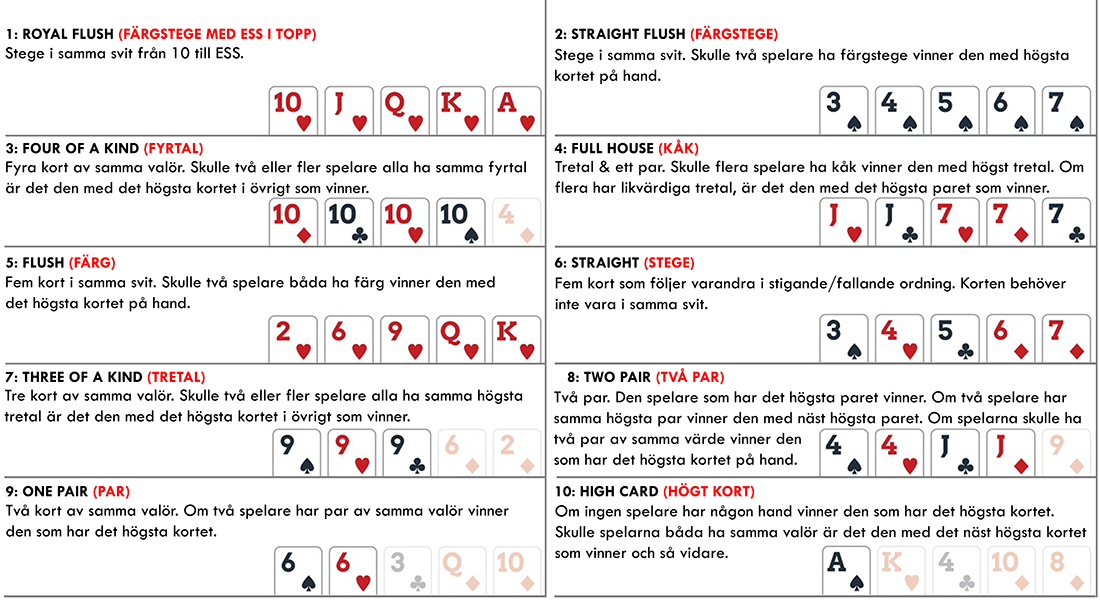 1: ROYAL FLUSH (FÄRGSTEGE MED ESS I TOPP)
Stege i samma svit från 10 till ESS.
10 J Q K A
2: STRAIGHT FLUSH (FÄRGSTEGE)
Stege i samma svit. Skulle två spelare ha färgstege vinner den med högsta
kortet på hand.
3 4 5 6 7
3: FOUR OF A KIND (FYRTAL)
Fyra kort av samma valör. Skulle två eller fler spelare alla ha samma fyrtal
är det den med det högsta kortet i övrigt som vinner.
10 10 10 10 4
4: FULL HOUSE (KÅK)
Tretal & ett par. Skulle flera spelare ha kåk vinner den med högst tretal. Om
flera har likvärdiga tretal, är det den med det högsta paret som vinner.
J J 7 7 7
5: FLUSH (FÄRG)
Fem kort i samma svit. Skulle två spelare båda ha färg vinner den med
det högsta kortet på hand.
2 6 9 Q K
6: STRAIGHT (STEGE)
Fem kort som följer varandra i stigande/fallande ordning. Korten behöver
inte vara i samma svit.
3 4 5 6 7
7: THREE OF A KIND (TRETAL)
Tre kort av samma valör. Skulle två eller fler spelare alla ha samma högsta
tretal är det den med det högsta kortet i övrigt som vinner.
9 9 9 6 2
8: TWO PAIR (TVÅ PAR)
Två par. Den spelare som har det högsta paret vinner. Om två spelare har
samma högsta par vinner den med näst högsta paret. Om spelarna skulle ha
två par av samma värde vinner den
som har det högsta kortet på hand.
4 4 J J 9
9: ONE PAIR (PAR)
Två kort av samma valör. Om två spelare har par av samma valör vinner
den som har det högsta kortet.
6 6 3 Q 10
10: HIGH CARD (HÖGT KORT)
Om ingen spelare har någon hand vinner den som har det högsta kortet.
Skulle spelarna båda ha samma valör är det den med det näst högsta kortet
som vinner och så vidare.
A K 4 10 8